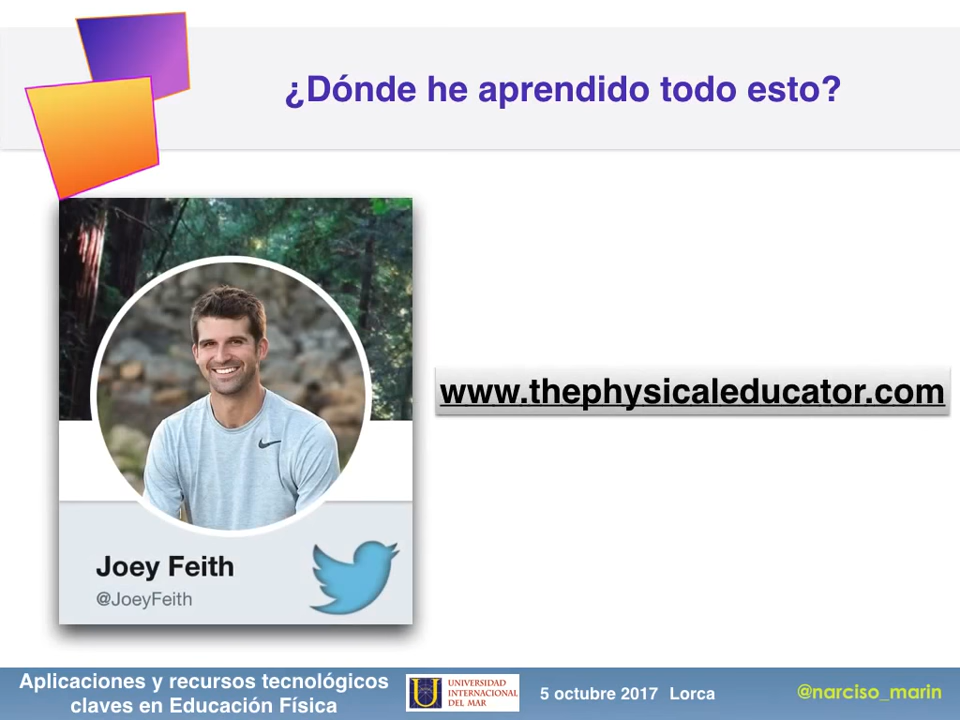 ¿Dónde he aprendido todo esto?
www.thephysicaleducator.com
Joey Feith
@JoeyFeith
Aplicaciones y recursos tecnológicos
claves en Educación Física
UNIVERSIDAD
INTERNACIONAL
DEL MAR
5 octubre 2017 Lorca
@narciso_marin